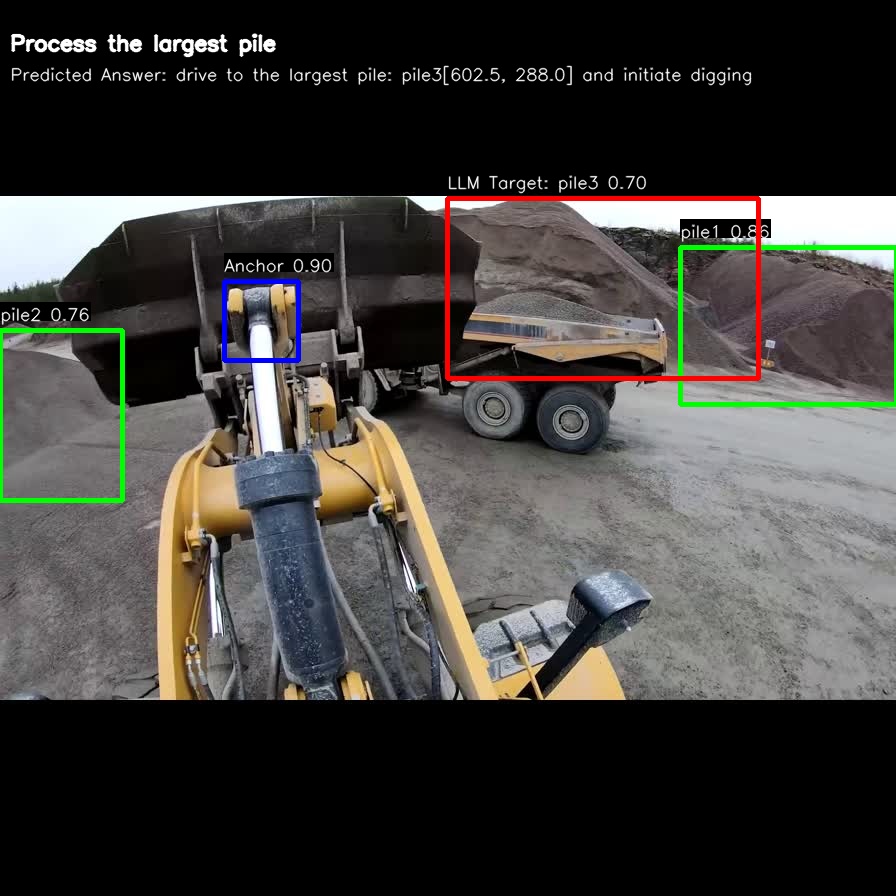 Process the largest pile
Predicted Answer: drive to the largest pile: pile3[602.5, 288.0] and initiate digging
LLM Target: pile3 0.70
pile1 0.86
Anchor 0.90
pile2 0.76